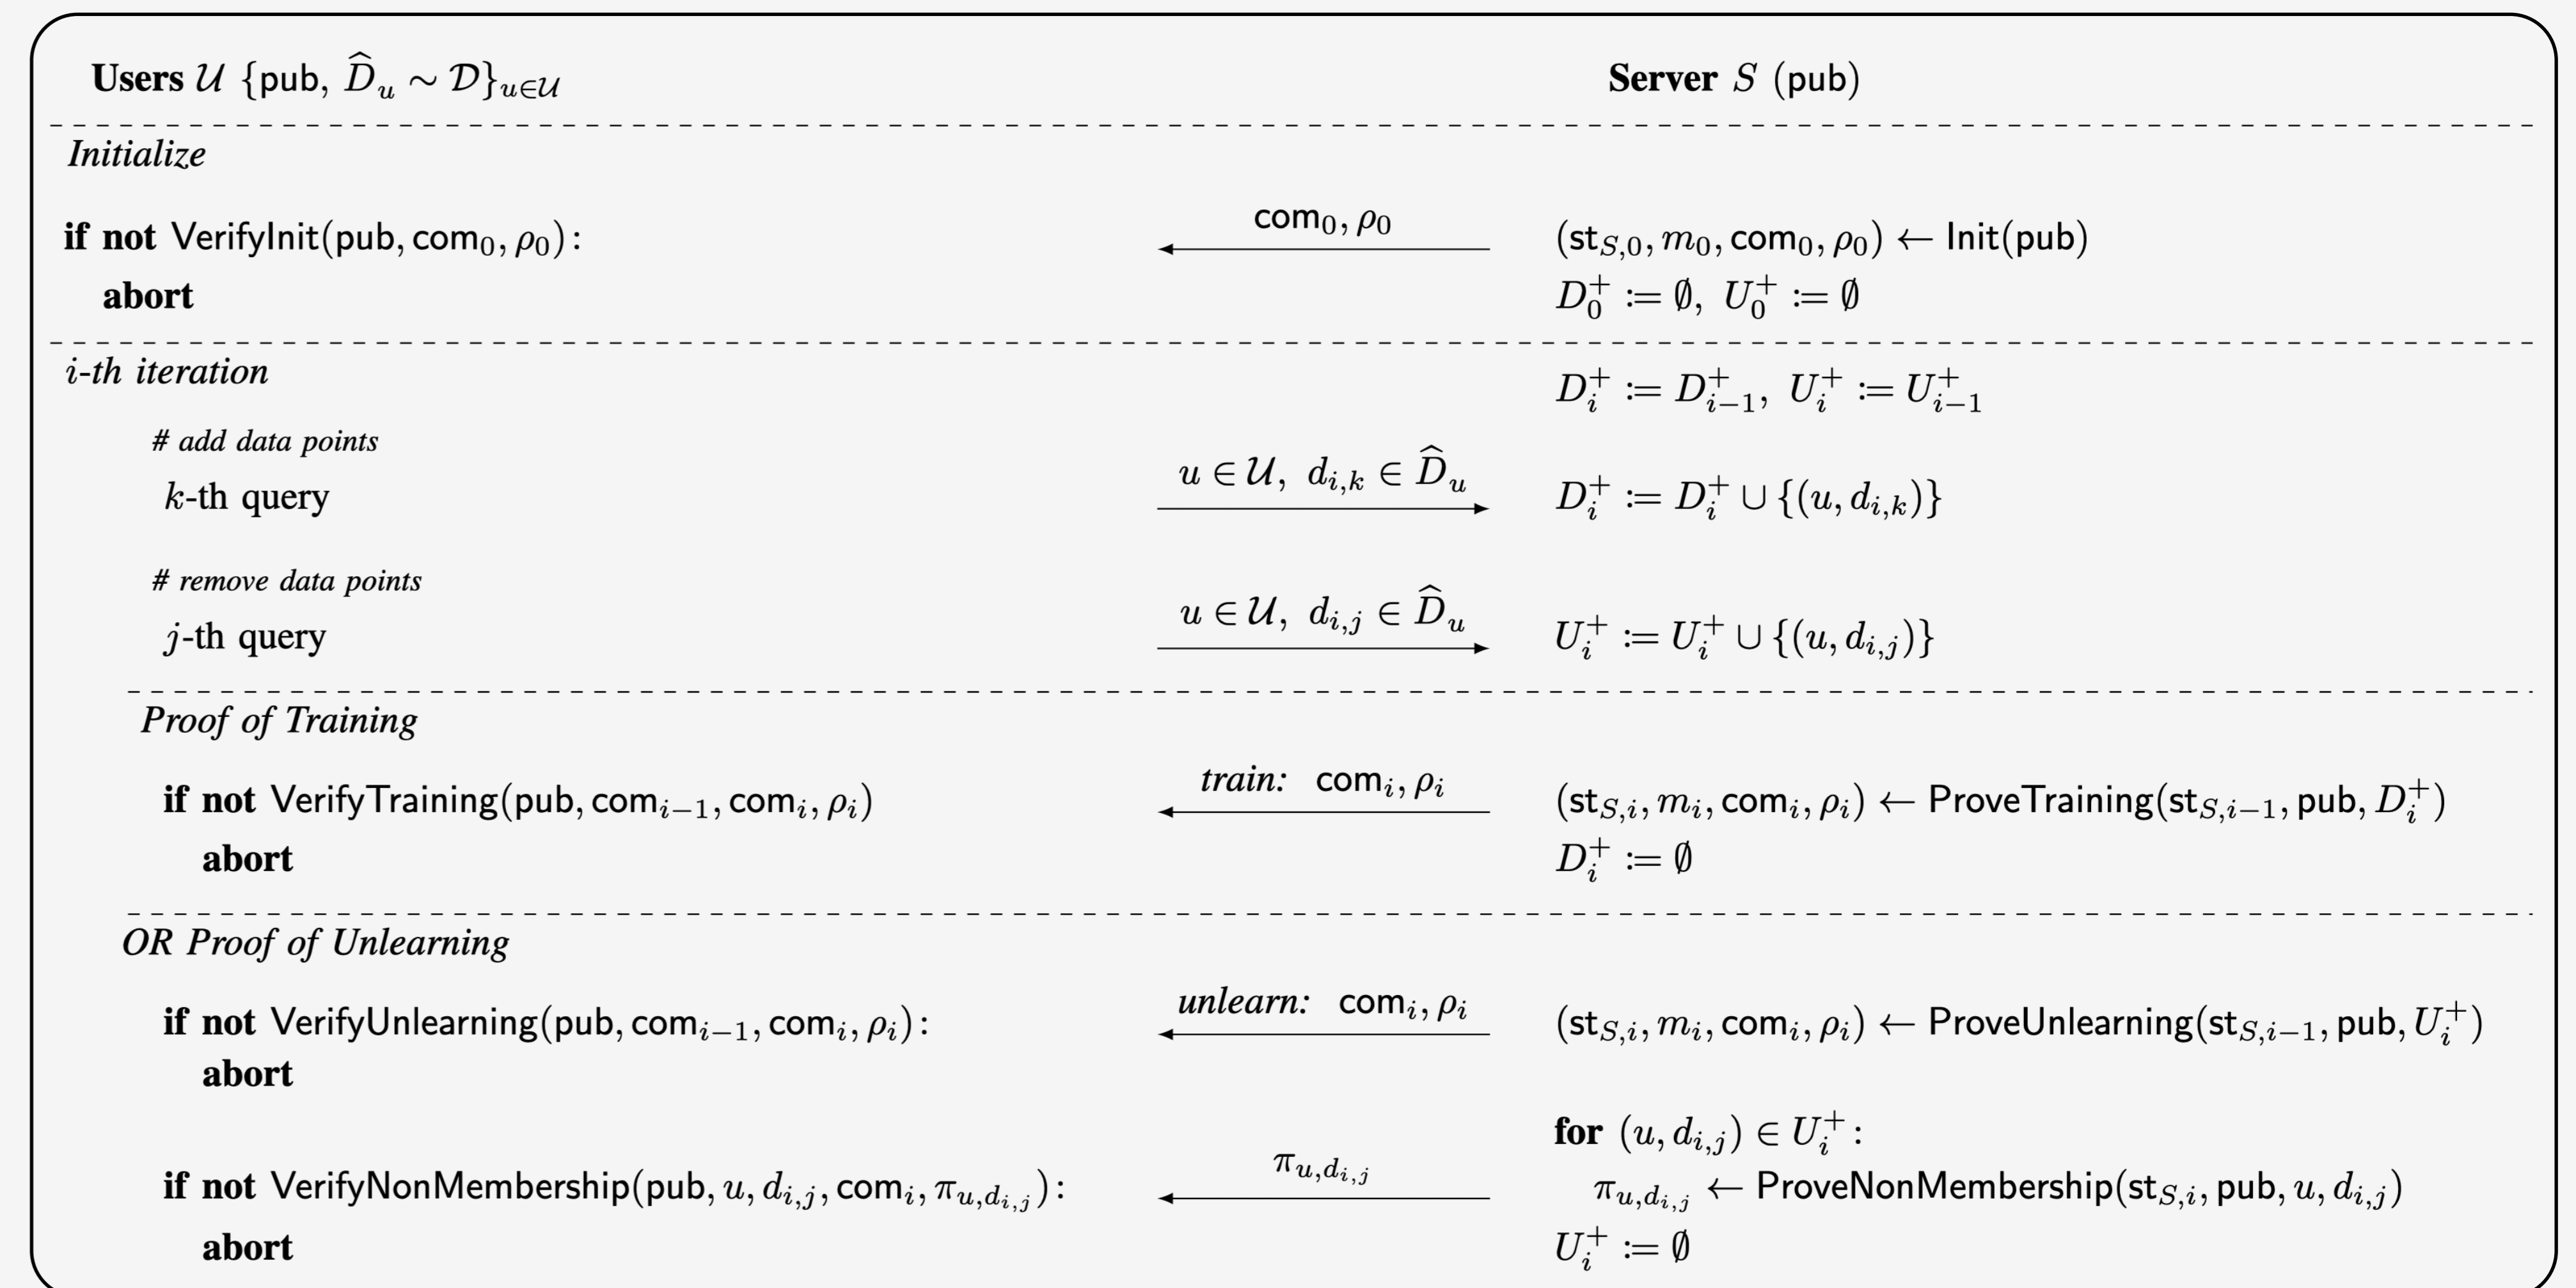 Users 𝒰 {pub, D̂_u ∼ 𝒟}_{u∈𝒰} Server S (pub)
Initialize
com_0, ρ_0
if not VerifyInit(pub, com_0, ρ_0): (st_{S,0}, m_0, com_0, ρ_0) ← Init(pub)
abort D_0^+ := ∅, U_0^+ := ∅
i-th iteration D_i^+ := D_{i−1}^+, U_i^+ := U_{i−1}^+
# add data points
u ∈ 𝒰, d_{i,k} ∈ D̂_u
k-th query D_i^+ := D_i^+ ∪ {(u, d_{i,k})}
# remove data points
u ∈ 𝒰, d_{i,j} ∈ D̂_u
j-th query U_i^+ := U_i^+ ∪ {(u, d_{i,j})}
Proof of Training
train: com_i, ρ_i
if not VerifyTraining(pub, com_{i−1}, com_i, ρ_i) (st_{S,i}, m_i, com_i, ρ_i) ← ProveTraining(st_{S,i−1}, pub, D_i^+)
abort D_i^+ := ∅
OR Proof of Unlearning
unlearn: com_i, ρ_i
if not VerifyUnlearning(pub, com_{i−1}, com_i, ρ_i): (st_{S,i}, m_i, com_i, ρ_i) ← ProveUnlearning(st_{S,i−1}, pub, U_i^+)
abort
for (u, d_{i,j}) ∈ U_i^+:
π_{u,d_{i,j}}
if not VerifyNonMembership(pub, u, d_{i,j}, com_i, π_{u,d_{i,j}}): π_{u,d_{i,j}} ← ProveNonMembership(st_{S,i}, pub, u, d_{i,j})
abort U_i^+ := ∅